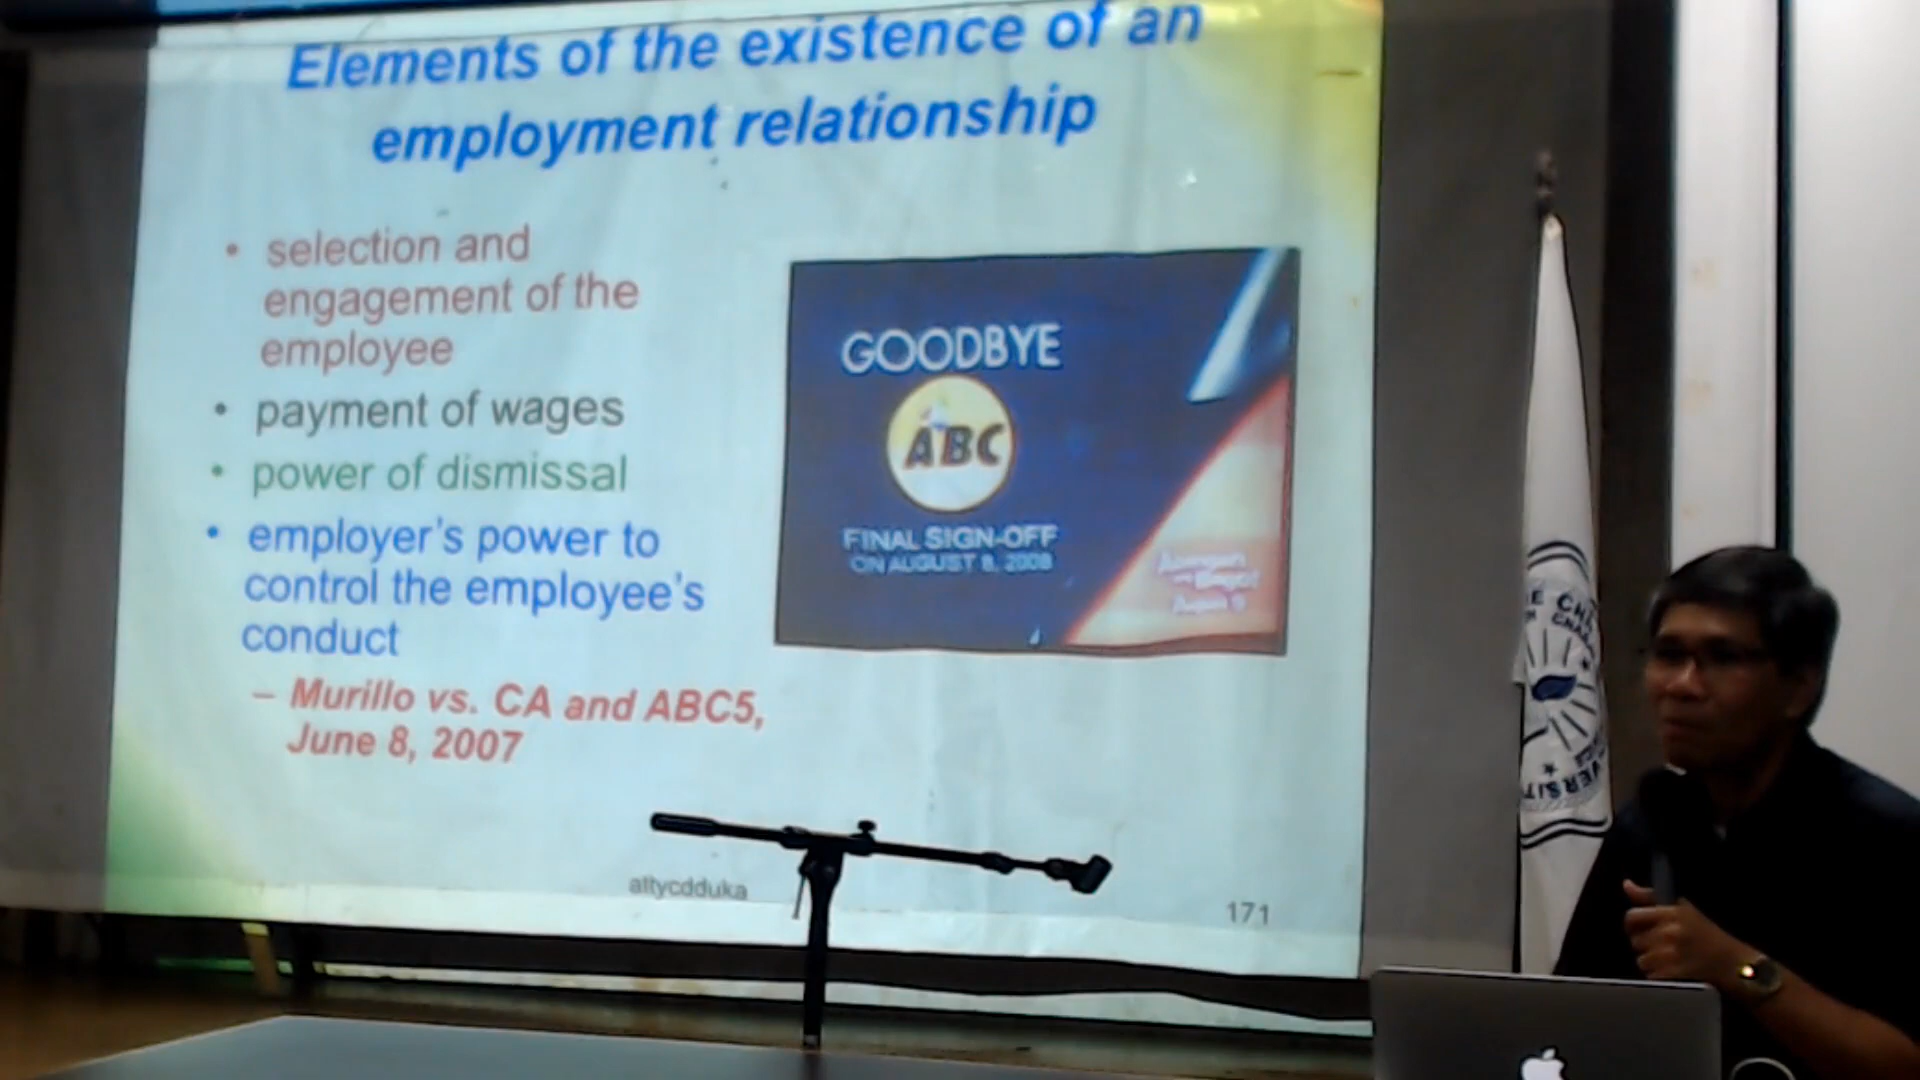 Elements of the existence of an
employment relationship
• selection and
engagement of the
employee
• payment of wages
• power of dismissal
• employer's power to
control the employee's
conduct
– Murillo vs. CA and ABC5,
June 8, 2007
GOODBYE
ABC
FINAL SIGN-OFF
ON AUGUST 8, 2008
attycdduka
171